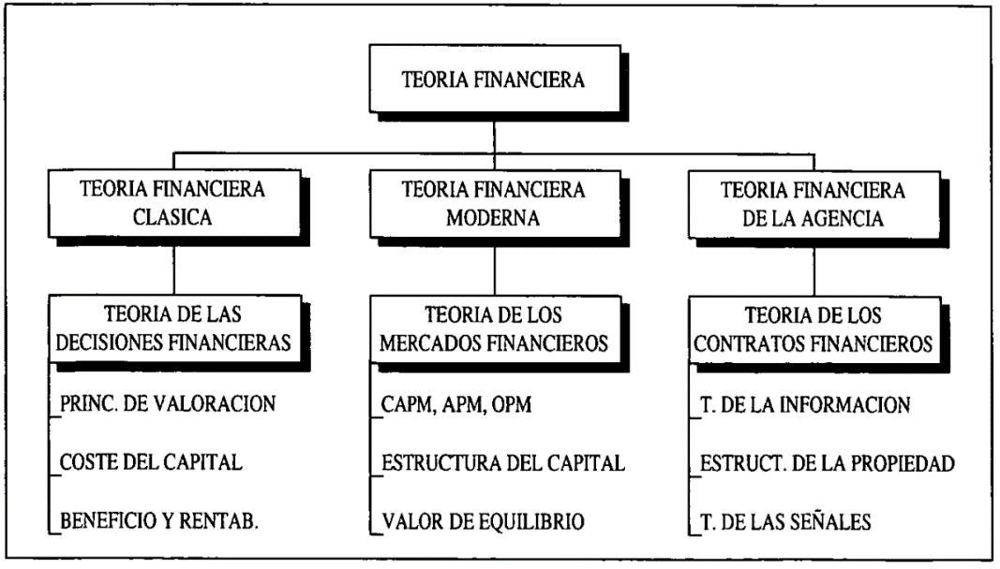 TEORIA FINANCIERA
TEORIA FINANCIERA
CLASICA
TEORIA FINANCIERA
MODERNA
TEORIA FINANCIERA
DE LA AGENCIA
TEORIA DE LAS
DECISIONES FINANCIERAS
TEORIA DE LOS
MERCADOS FINANCIEROS
TEORIA DE LOS
CONTRATOS FINANCIEROS
PRINC. DE VALORACION
COSTE DEL CAPITAL
BENEFICIO Y RENTAB.
CAPM, APM, OPM
ESTRUCTURA DEL CAPITAL
VALOR DE EQUILIBRIO
T. DE LA INFORMACION
ESTRUCT. DE LA PROPIEDAD
T. DE LAS SEÑALES